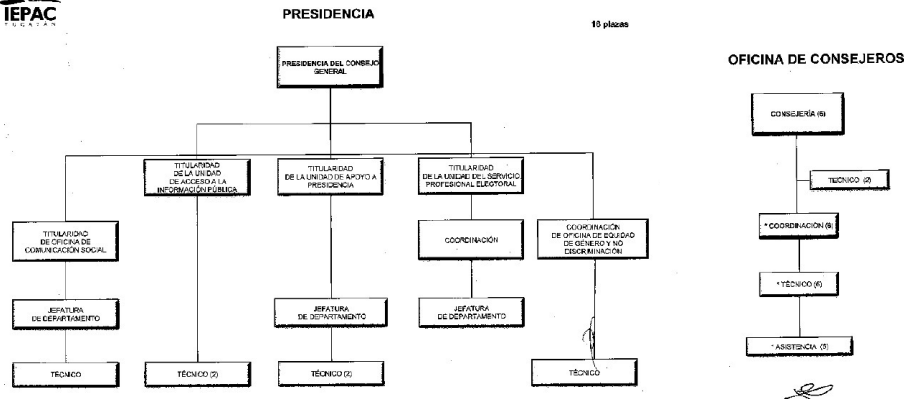 IEPAC
YUCATÁN
PRESIDENCIA
16 plazas
PRESIDENCIA DEL CONSEJO
GENERAL
TITULARIDAD
DE LA UNIDAD
DE ACCESO A LA
INFORMACIÓN PÚBLICA
TITULARIDAD
DE LA UNIDAD DE APOYO A
PRESIDENCIA
TITULARIDAD
DE LA UNIDAD DEL SERVICIO
PROFESIONAL ELECTORAL
TITULARIDAD
DE OFICINA DE
COMUNICACIÓN SOCIAL
COORDINACIÓN
COORDINACIÓN
DE OFICINA DE EQUIDAD
DE GÉNERO Y NO
DISCRIMINACIÓN
JEFATURA
DE DEPARTAMENTO
JEFATURA
DE DEPARTAMENTO
JEFATURA
DE DEPARTAMENTO
TÉCNICO
TÉCNICO (2)
TÉCNICO (2)
TÉCNICO
OFICINA DE CONSEJEROS
CONSEJERÍA (6)
TECNICO (2)
* COORDINACIÓN (6)
* TÉCNICO (6)
* ASISTENCIA